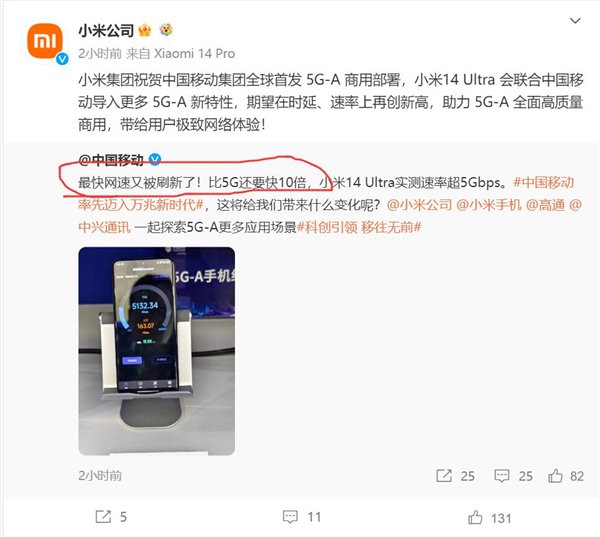 mi
小米公司
2小时前 来自 Xiaomi 14 Pro
小米集团祝贺中国移动集团全球首发 5G-A 商用部署，小米14 Ultra 会联合中国移
动导入更多 5G-A 新特性，期望在时延、速率上再创新高，助力 5G-A 全面高质量
商用，带给用户极致网络体验！
@中国移动
最快网速又被刷新了！比5G还要快10倍，小米14 Ultra实测速率超5Gbps。#中国移动
率先迈入万兆新时代#，这将给我们带来什么变化呢？@小米公司 @小米手机 @高通 @
中兴通讯 一起探索5G-A更多应用场景#科创引领 移往无前#
5G-A手机
5132.34
163.07
2小时前
25 25 82
5 11 131